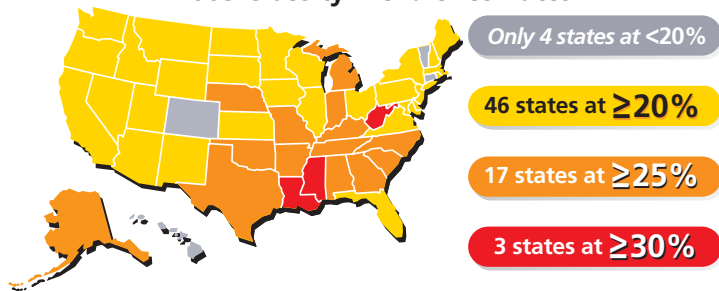 Only 4 states at <20%
46 states at ≥20%
17 states at ≥25%
3 states at ≥30%